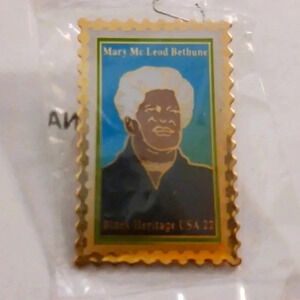 Mary Mc Leod Bethune
Black Heritage USA 22